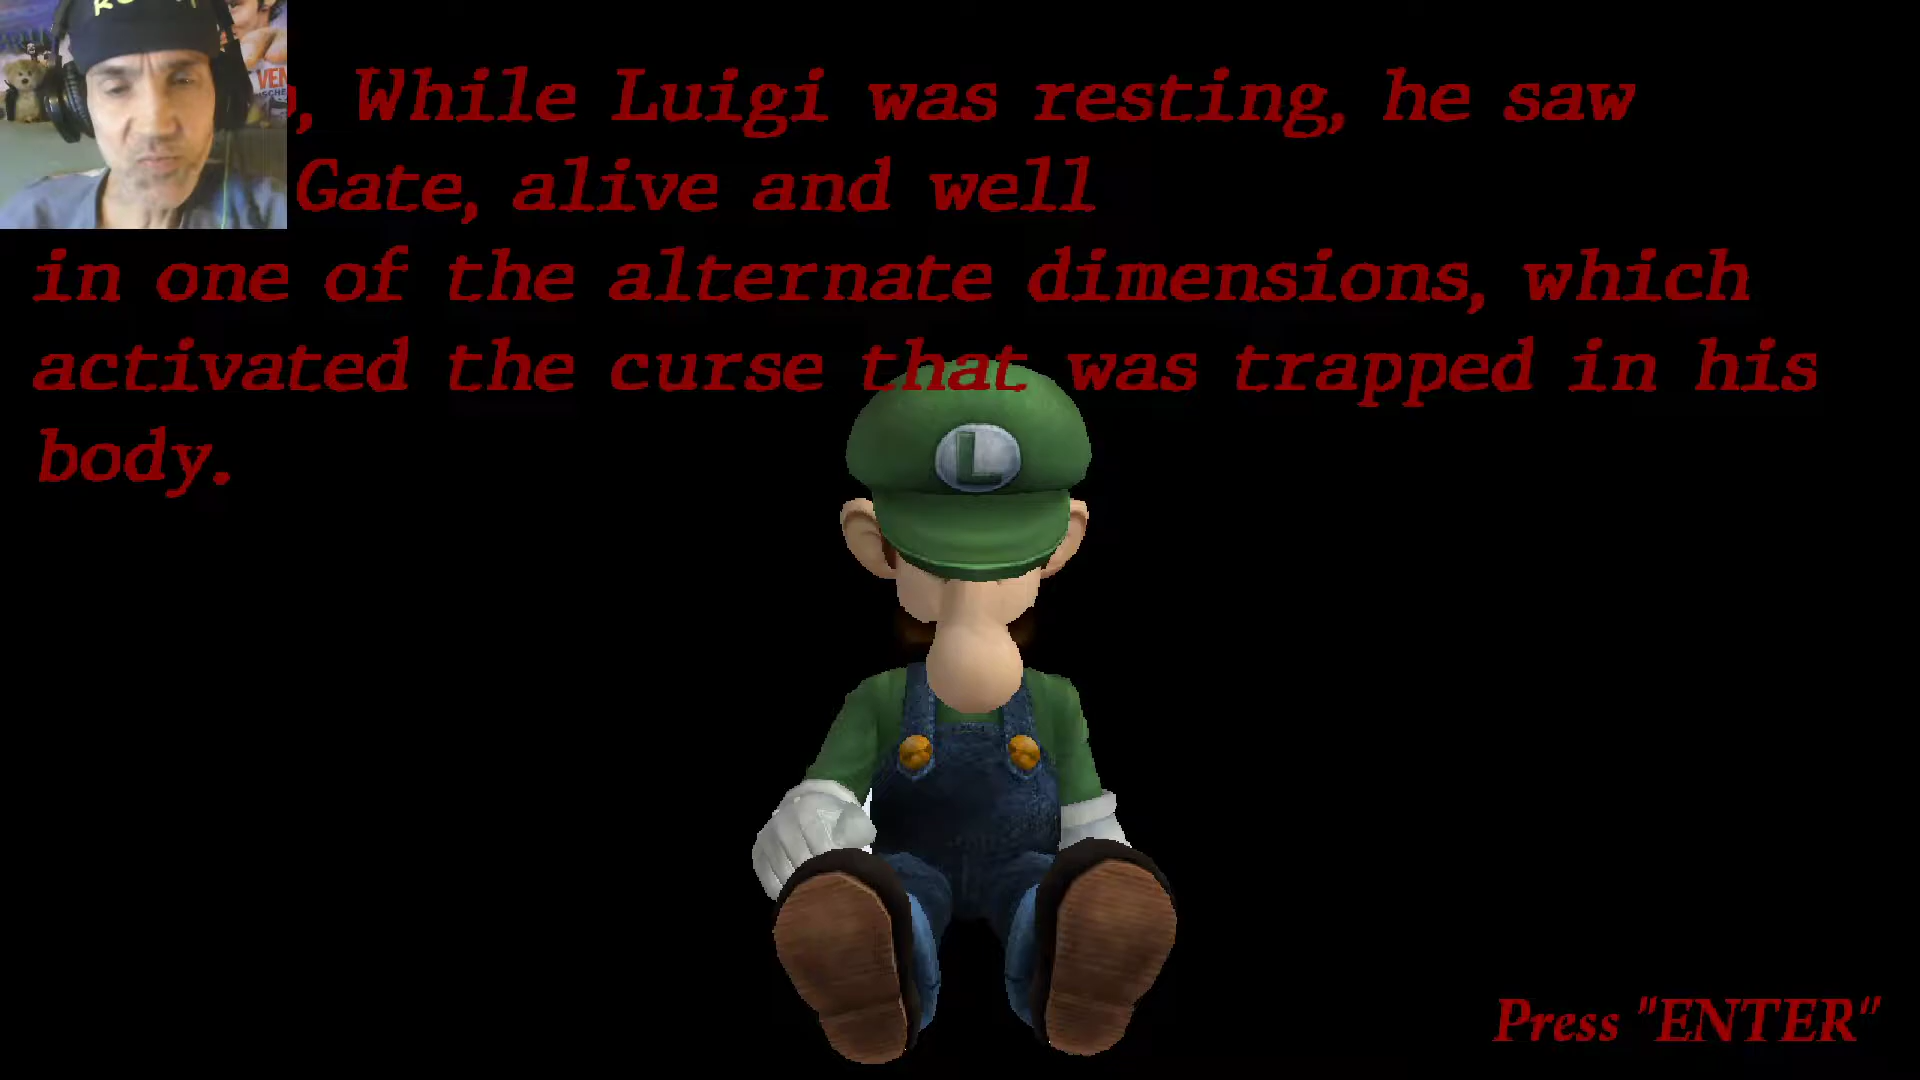 , While Luigi was resting, he saw
Gate, alive and well
in one of the alternate dimensions, which
activated the curse that was trapped in his
body.
L
Press "ENTER"